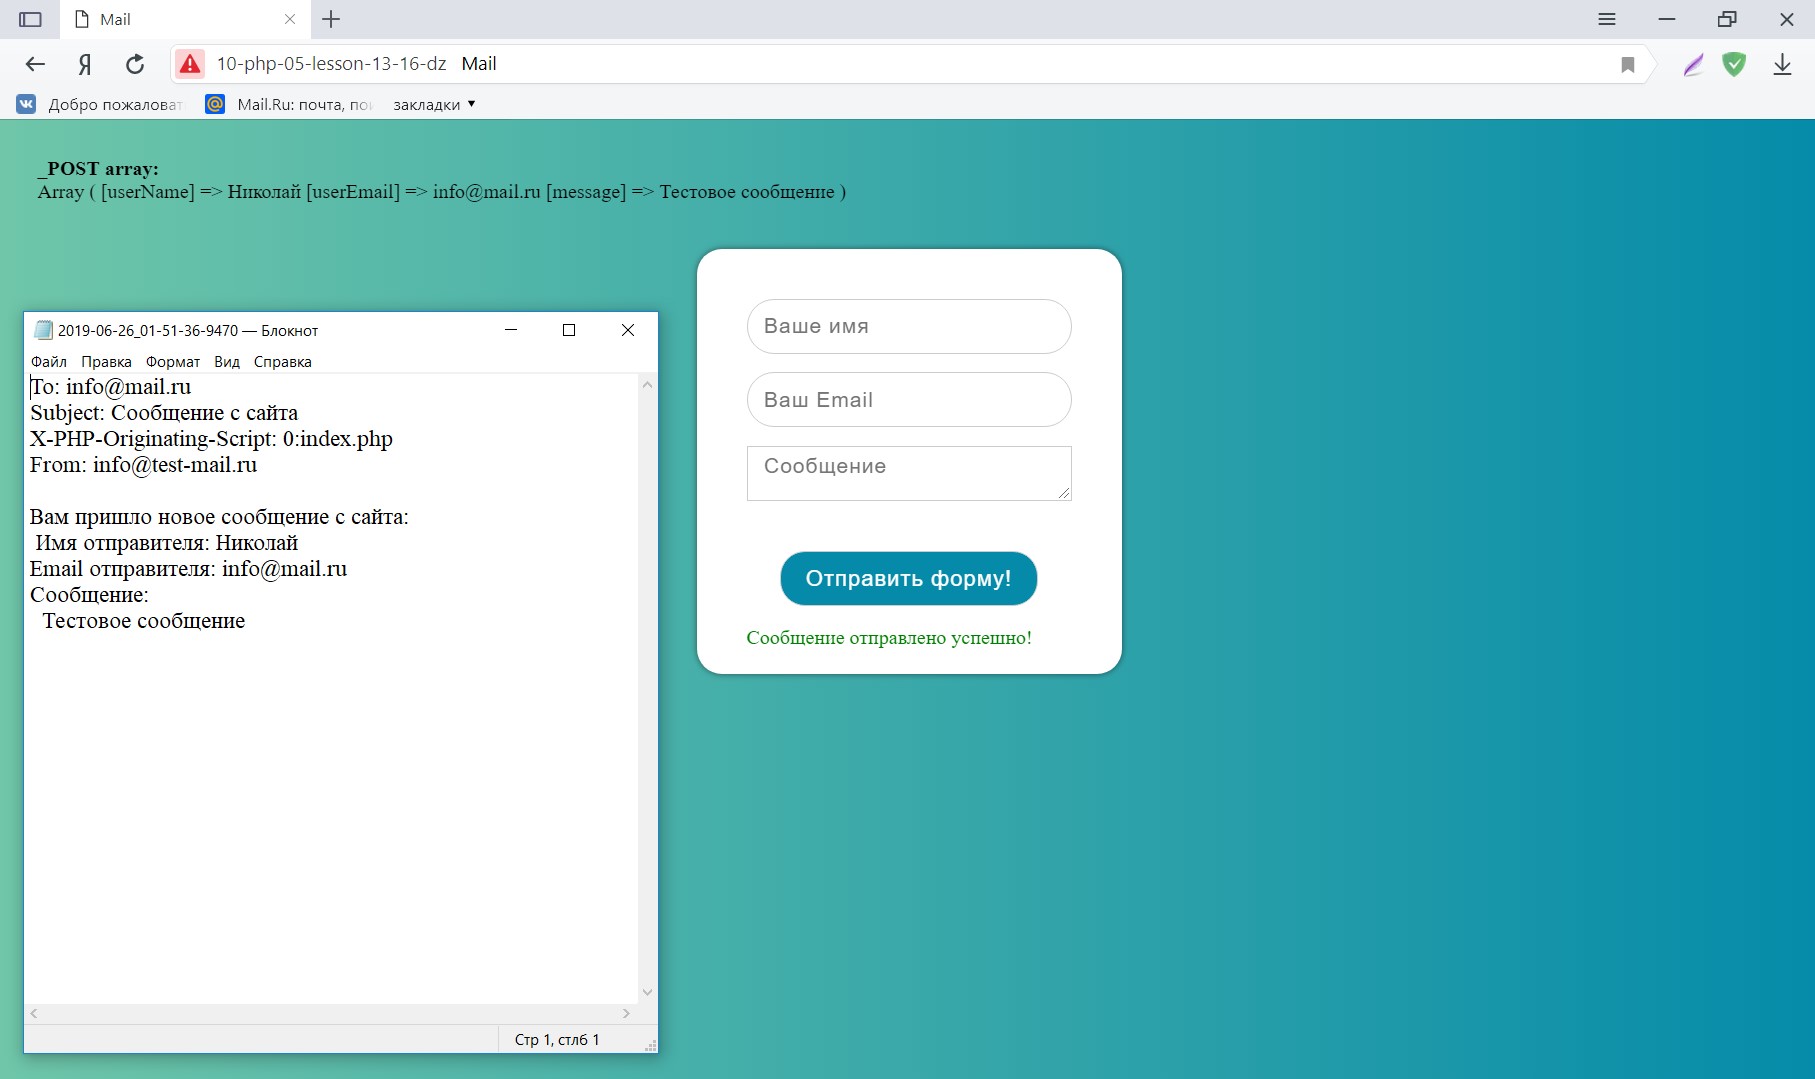 Mail
Я
10-php-05-lesson-13-16-dz Mail
Добро пожаловат Mail.Ru: почта, пои закладки
_POST array:
Array ( [userName] => Николай [userEmail] => info@mail.ru [message] => Тестовое сообщение )
2019-06-26_01-51-36-9470 — Блокнот
Файл Правка Формат Вид Справка
To: info@mail.ru
Subject: Сообщение с сайта
X-PHP-Originating-Script: 0:index.php
From: info@test-mail.ru
Вам пришло новое сообщение с сайта:
Имя отправителя: Николай
Email отправителя: info@mail.ru
Сообщение:
Тестовое сообщение
Стр 1, стлб 1
Ваше имя
Ваш Email
Сообщение
Отправить форму!
Сообщение отправлено успешно!